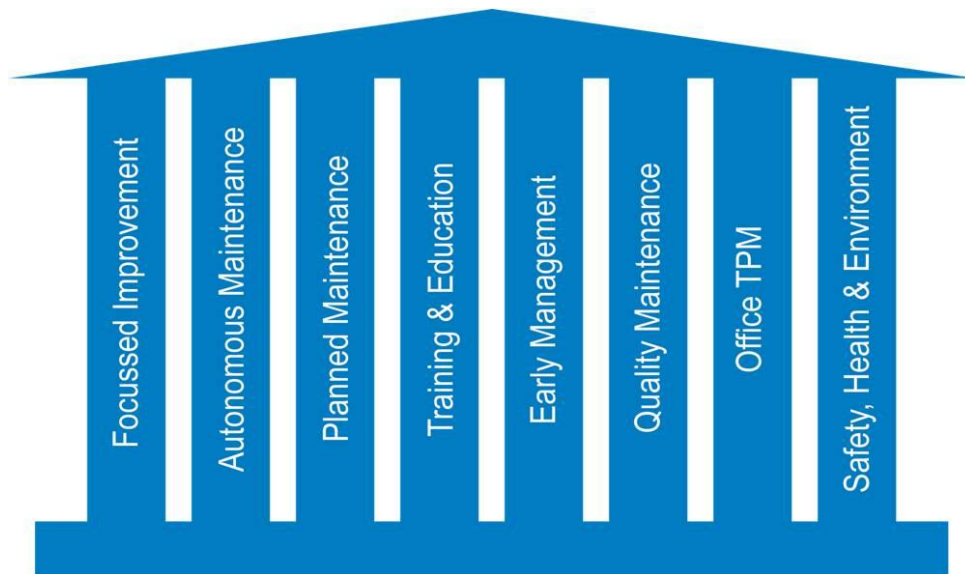 Focussed Improvement
Autonomous Maintenance
Planned Maintenance
Training & Education
Early Management
Quality Maintenance
Office TPM
Safety, Health & Environment